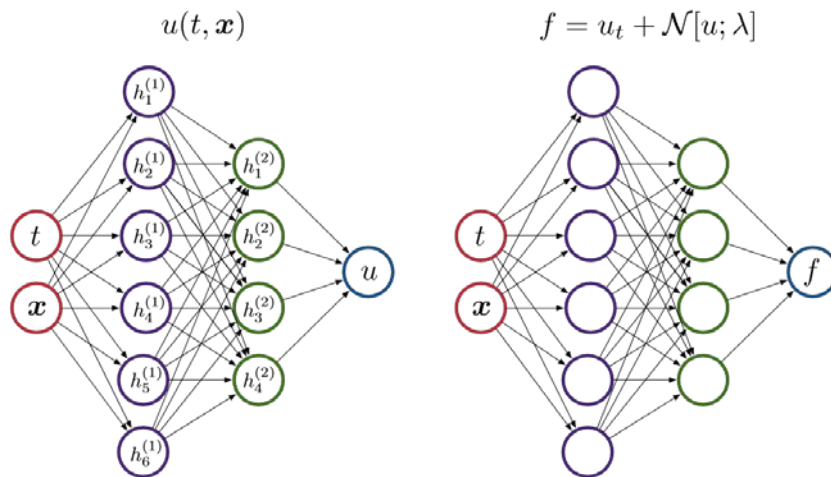 u(t, x)
f = u_t + N[u; λ]
h_1^{(1)}
h_2^{(1)}
h_3^{(1)}
h_4^{(1)}
h_5^{(1)}
h_6^{(1)}
h_1^{(2)}
h_2^{(2)}
h_3^{(2)}
h_4^{(2)}
t
x
u
t
x
f